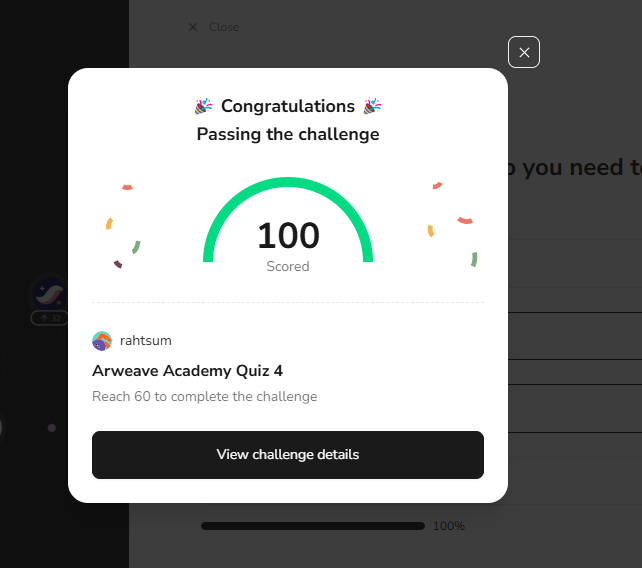 Close
Congratulations
Passing the challenge
you need
100
Scored
32
rahtsum
Arweave Academy Quiz 4
Reach 60 to complete the challenge
View challenge details
100%